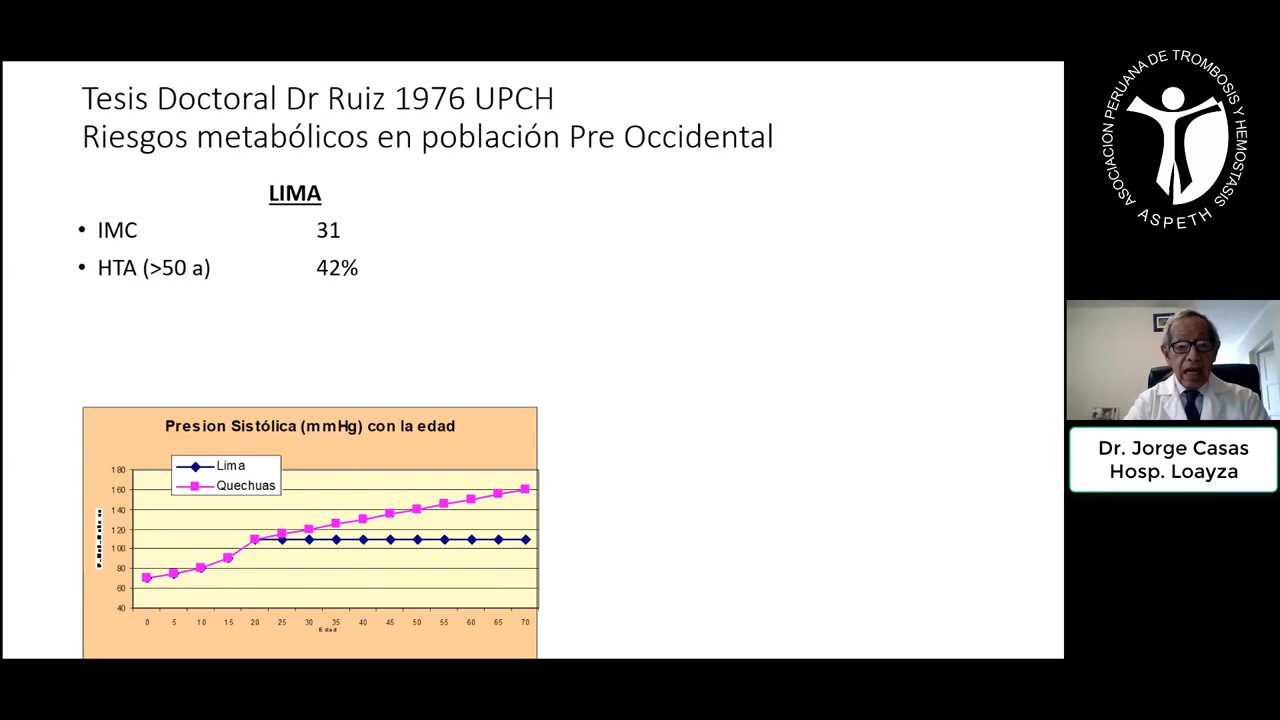 Tesis Doctoral Dr Ruiz 1976 UPCH
Riesgos metabólicos en población Pre Occidental
LIMA
• IMC 31
• HTA (>50 a) 42%
Presion Sistólica (mmHg) con la edad
Lima
Quechuas
180
160
140
120
100
80
60
40
0 5 10 15 20 25 30 35 40 45 50 55 60 65 70
Edad
ASOCIACION PERUANA DE TROMBOSIS Y HEMOSTASIS
ASPETH
Dr. Jorge Casas
Hosp. Loayza